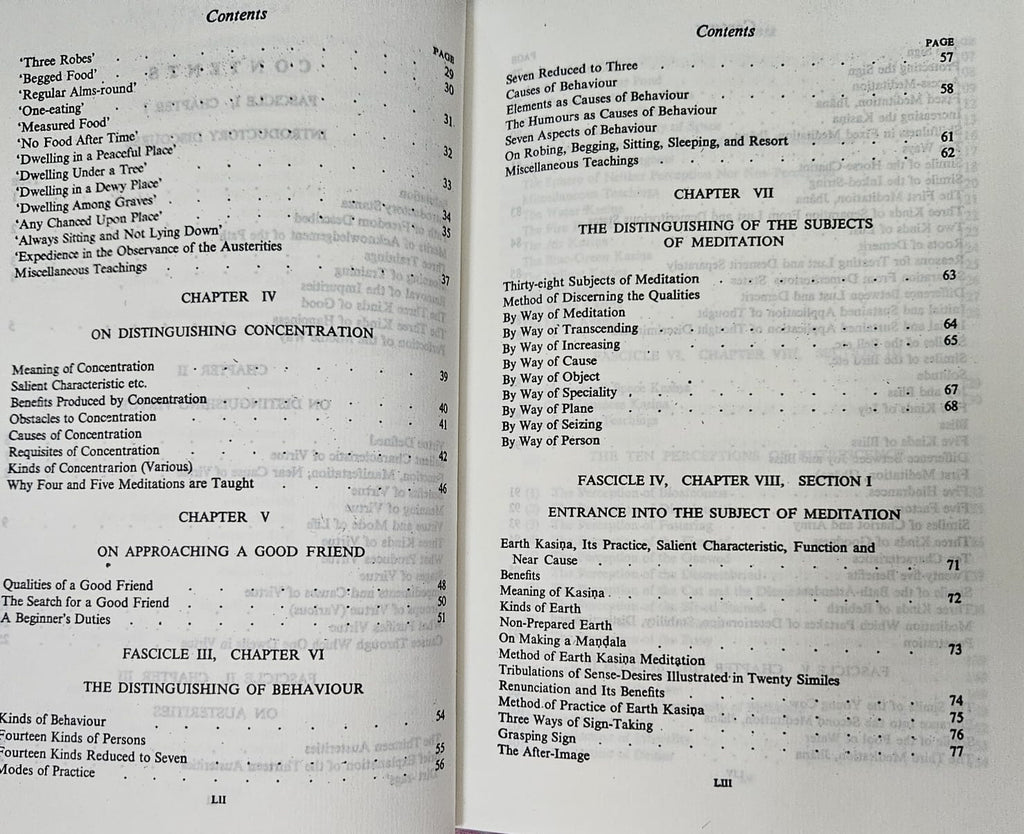 Contents
PAGE
'Three Robes' 29
'Begged Food' 30
'Regular Alms-round'
'One-eating'
'Measured Food' 31
'No Food After Time'
'Dwelling in a Peaceful Place' 32
'Dwelling Under a Tree'
'Dwelling in a Dewy Place' 33
'Dwelling Among Graves'
'Any Chanced Upon Place' 34
'Always Sitting and Not Lying Down' 35
'Expedience in the Observance of the Austerities
Miscellaneous Teachings 37
CHAPTER IV
ON DISTINGUISHING CONCENTRATION
Meaning of Concentration 39
Salient Characteristic etc.
Benefits Produced by Concentration 40
Obstacles to Concentration 41
Causes of Concentration
Requisites of Concentration 42
Kinds of Concentrarion (Various)
Why Four and Five Meditations are Taught 46
CHAPTER V
ON APPROACHING A GOOD FRIEND
Qualities of a Good Friend 48
The Search for a Good Friend 50
A Beginner's Duties 51
FASCICLE III, CHAPTER VI
THE DISTINGUISHING OF BEHAVIOUR
Kinds of Behaviour 54
Fourteen Kinds of Persons
Fourteen Kinds Reduced to Seven 55
Modes of Practice 56
LII
Contents
PAGE
Seven Reduced to Three 57
Causes of Behaviour
Elements as Causes of Behaviour 58
The Humours as Causes of Behaviour
Seven Aspects of Behaviour
On Robing, Begging, Sitting, Sleeping, and Resort 61
Miscellaneous Teachings 62
CHAPTER VII
THE DISTINGUISHING OF THE SUBJECTS
OF MEDITATION
Thirty-eight Subjects of Meditation 63
Method of Discerning the Qualities
By Way of Meditation
By Way of Transcending 64
By Way of Increasing 65
By Way of Cause
By Way of Object
By Way of Speciality 67
By Way of Plane 68
By Way of Seizing
By Way of Person
FASCICLE IV, CHAPTER VIII, SECTION I
ENTRANCE INTO THE SUBJECT OF MEDITATION
Earth Kasiṇa, Its Practice, Salient Characteristic, Function and
Near Cause 71
Benefits
Meaning of Kasiṇa 72
Kinds of Earth
Non-Prepared Earth
On Making a Maṇḍala 73
Method of Earth Kasiṇa Meditation
Tribulations of Sense-Desires Illustrated in Twenty Similes
Renunciation and Its Benefits 74
Method of Practice of Earth Kasiṇa 75
Three Ways of Sign-Taking 76
Grasping Sign 77
The After-Image
LIII